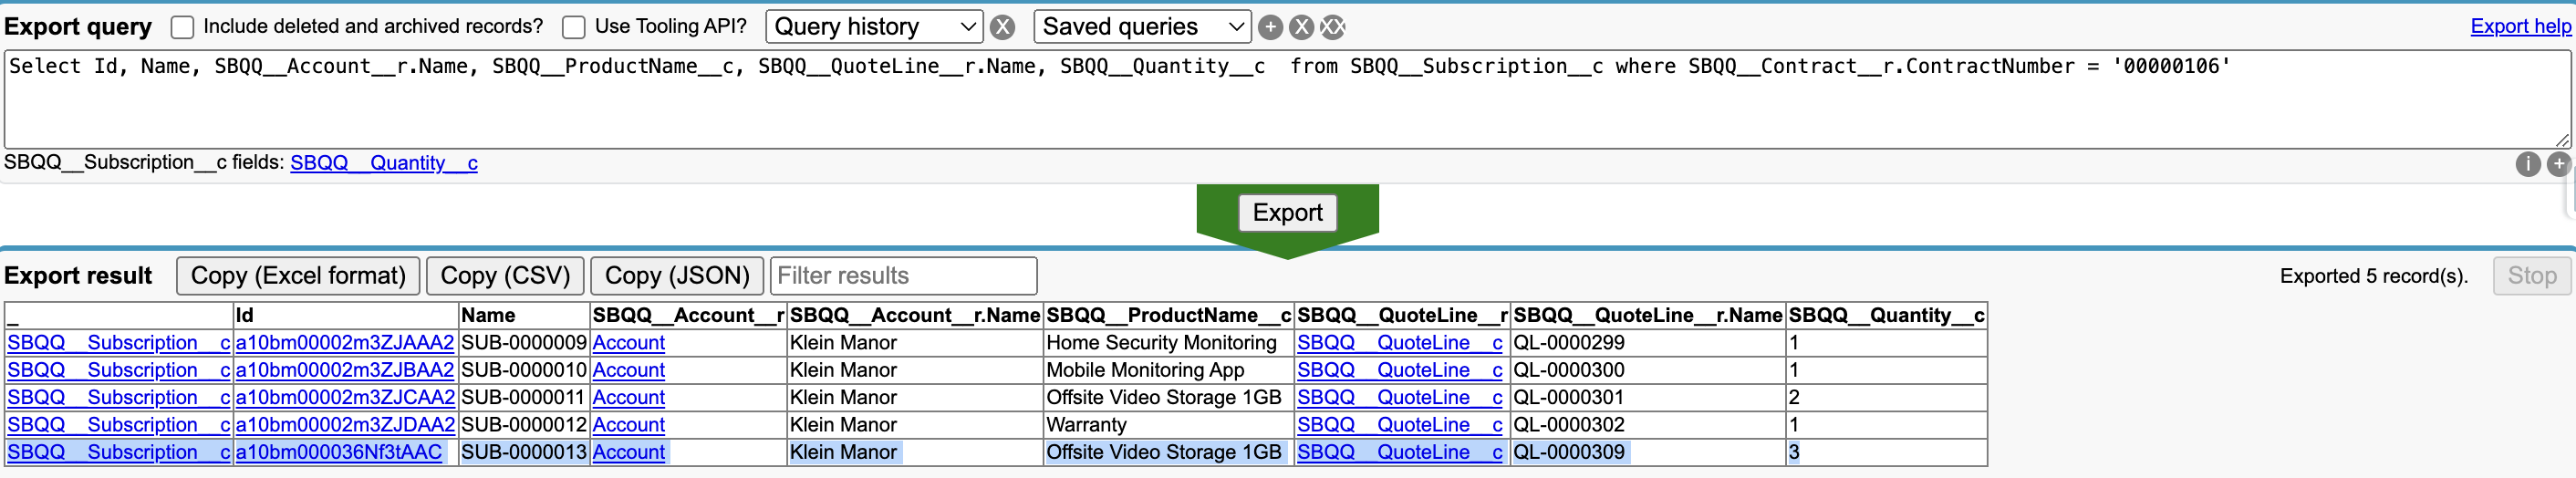 Export query Include deleted and archived records? Use Tooling API? Query history X Saved queries + X XX Export help
Select Id, Name, SBQQ__Account__r.Name, SBQQ__ProductName__c, SBQQ__QuoteLine__r.Name, SBQQ__Quantity__c  from SBQQ__Subscription__c where SBQQ__Contract__r.ContractNumber = '00000106'
SBQQ__Subscription__c fields: SBQQ__Quantity__c i +
Export
Export result Copy (Excel format) Copy (CSV) Copy (JSON) Filter results Exported 5 record(s). Stop
_ Id Name SBQQ__Account__r SBQQ__Account__r.Name SBQQ__ProductName__c SBQQ__QuoteLine__r SBQQ__QuoteLine__r.Name SBQQ__Quantity__c
SBQQ__Subscription__c a10bm00002m3ZJAAA2 SUB-0000009 Account Klein Manor Home Security Monitoring SBQQ__QuoteLine__c QL-0000299 1
SBQQ__Subscription__c a10bm00002m3ZJBAA2 SUB-0000010 Account Klein Manor Mobile Monitoring App SBQQ__QuoteLine__c QL-0000300 1
SBQQ__Subscription__c a10bm00002m3ZJCAA2 SUB-0000011 Account Klein Manor Offsite Video Storage 1GB SBQQ__QuoteLine__c QL-0000301 2
SBQQ__Subscription__c a10bm00002m3ZJDAA2 SUB-0000012 Account Klein Manor Warranty SBQQ__QuoteLine__c QL-0000302 1
SBQQ__Subscription__c a10bm000036Nf3tAAC SUB-0000013 Account Klein Manor Offsite Video Storage 1GB SBQQ__QuoteLine__c QL-0000309 3